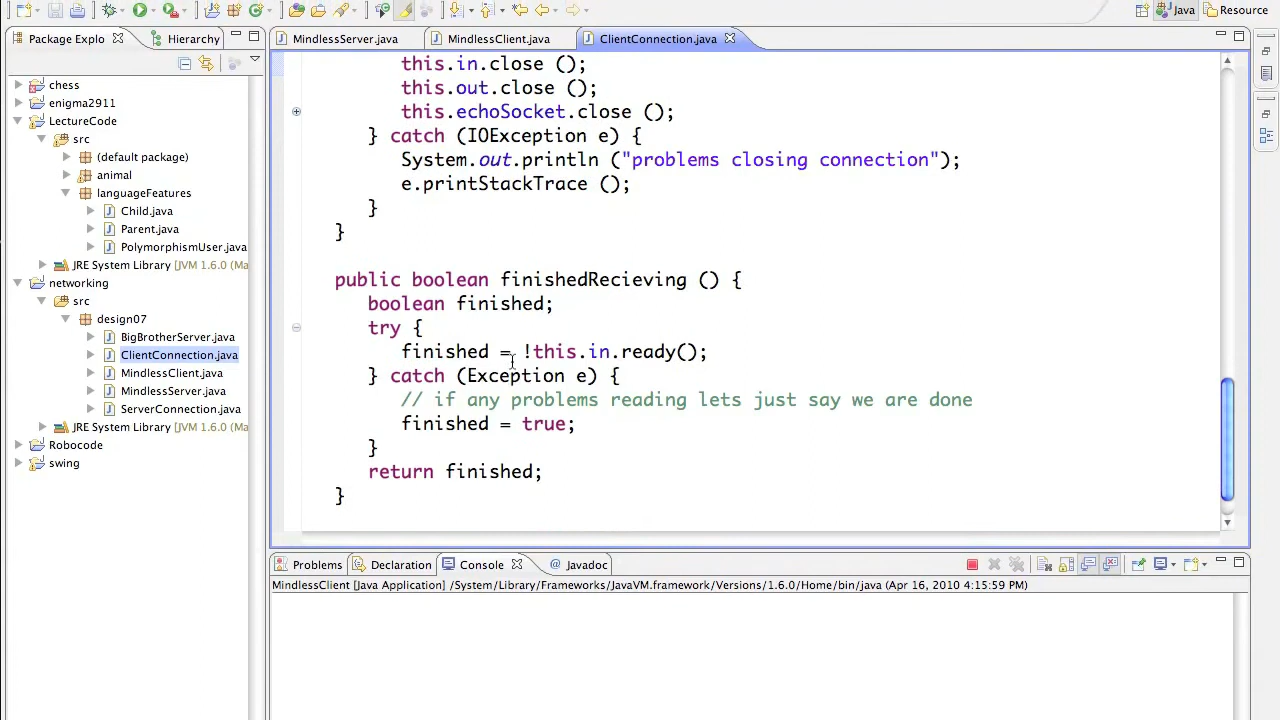 Java
Resource
Package Explo
Hierarchy
MindlessServer.java
MindlessClient.java
ClientConnection.java
chess
enigma2911
LectureCode
src
(default package)
animal
languageFeatures
Child.java
Parent.java
PolymorphismUser.java
JRE System Library [JVM 1.6.0 (Ma
networking
src
design07
BigBrotherServer.java
ClientConnection.java
MindlessClient.java
MindlessServer.java
ServerConnection.java
JRE System Library [JVM 1.6.0 (Ma
Robocode
swing
this.in.close ();
this.out.close ();
this.echoSocket.close ();
} catch (IOException e) {
System.out.println ("problems closing connection");
e.printStackTrace ();
}
}
public boolean finishedRecieving () {
boolean finished;
try {
finished = !this.in.ready();
} catch (Exception e) {
// if any problems reading lets just say we are done
finished = true;
}
return finished;
}
Problems
Declaration
Console
@ Javadoc
MindlessClient [Java Application] /System/Library/Frameworks/JavaVM.framework/Versions/1.6.0/Home/bin/java (Apr 16, 2010 4:15:59 PM)